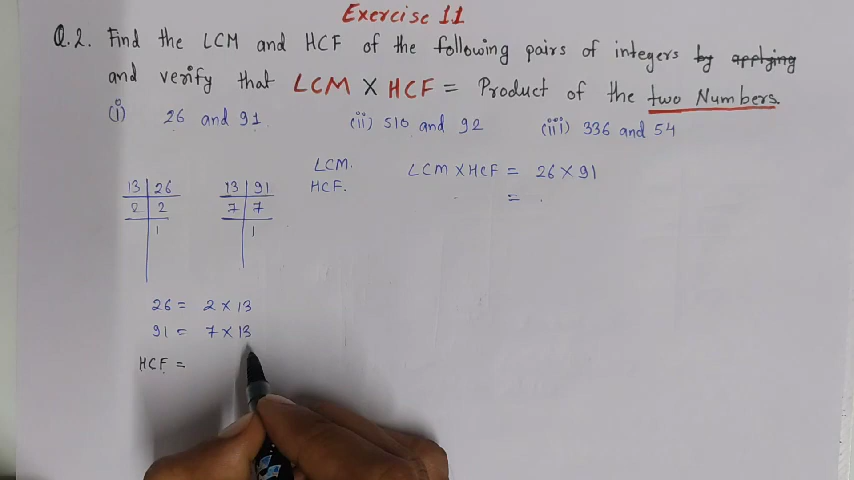 Exercise 1.1
Q.2. Find the LCM and HCF of the following pairs of integers by applying
and verify that LCM X HCF = Product of the two Numbers.
(i) 26 and 91 (ii) 510 and 92 (iii) 336 and 54
LCM. LCM X HCF = 26 X 91
HCF. = .
13 | 26 13 | 91
2 | 2 7 | 7
1 1
26 = 2 X 13
91 = 7 X 13
HCF =